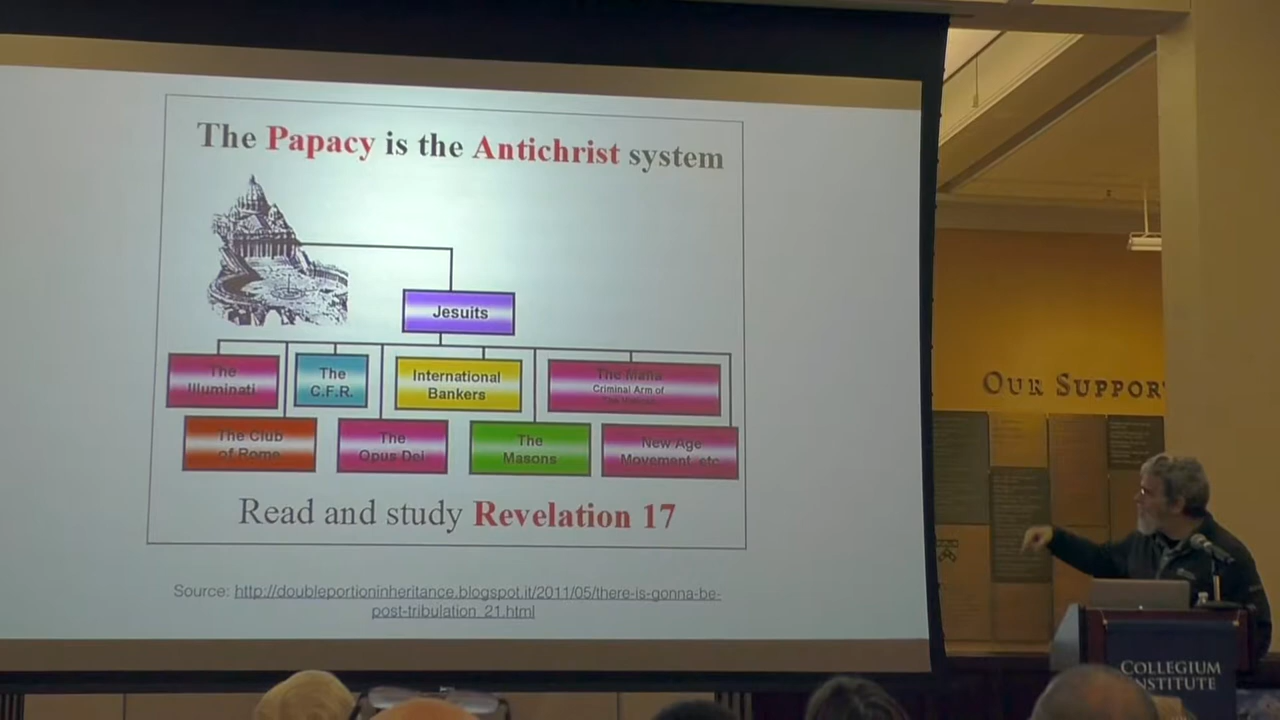 The Papacy is the Antichrist system
Jesuits
The
Illuminati
The
C.F.R.
International
Bankers
The Mafia
Criminal Arm of
The Club
of Rome
The
Opus Dei
The
Masons
New Age
Movement, etc.
Read and study Revelation 17
Source: http://doubleportioninheritance.blogspot.it/2011/05/there-is-gonna-be-
post-tribulation_21.html
OUR SUPPOR
COLLEGIUM
INSTITUTE